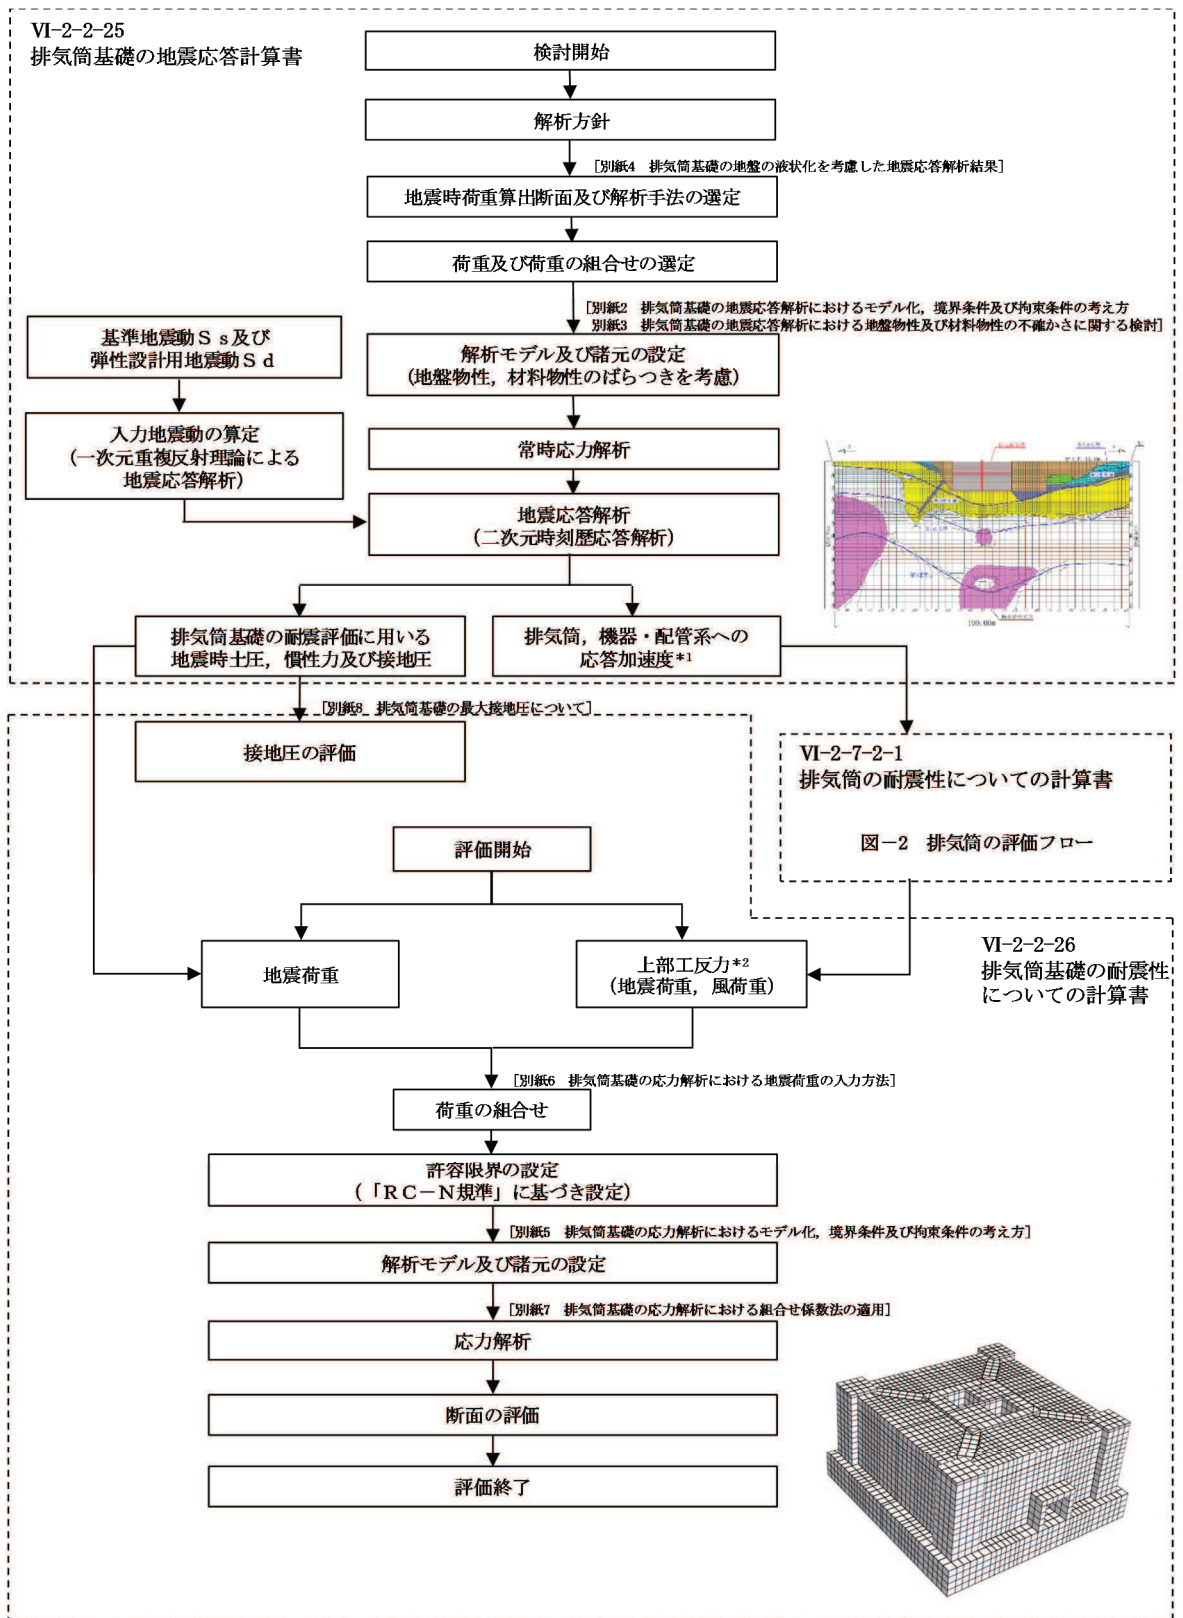 Ⅵ-2-2-25
排気筒基礎の地震応答計算書
検討開始
解析方針
［別紙4　排気筒基礎の地盤の液状化を考慮した地震応答解析結果］
地震時荷重算出断面及び解析手法の選定
荷重及び荷重の組合せの選定
［別紙2　排気筒基礎の地震応答解析におけるモデル化，境界条件及び拘束条件の考え方
別紙3　排気筒基礎の地震応答解析における地盤物性及び材料物性の不確かさに関する検討］
基準地震動Ｓｓ及び
弾性設計用地震動Ｓｄ
解析モデル及び諸元の設定
（地盤物性，材料物性のばらつきを考慮）
入力地震動の算定
（一次元重複反射理論による
地震応答解析）
常時応力解析
地震応答解析
（二次元時刻歴応答解析）
190.00m
排気筒基礎の耐震評価に用いる
地震時土圧，慣性力及び接地圧
排気筒，機器・配管系への
応答加速度*1
［別紙8　排気筒基礎の最大接地圧について］
接地圧の評価
Ⅵ-2-7-2-1
排気筒の耐震性についての計算書
図－2　排気筒の評価フロー
評価開始
地震荷重
上部工反力*2
（地震荷重，風荷重）
Ⅵ-2-2-26
排気筒基礎の耐震性
についての計算書
［別紙6　排気筒基礎の応力解析における地震荷重の入力方法］
荷重の組合せ
許容限界の設定
（「ＲＣ－Ｎ規準」に基づき設定）
［別紙5　排気筒基礎の応力解析におけるモデル化，境界条件及び拘束条件の考え方］
解析モデル及び諸元の設定
［別紙7　排気筒基礎の応力解析における組合せ係数法の適用］
応力解析
断面の評価
評価終了